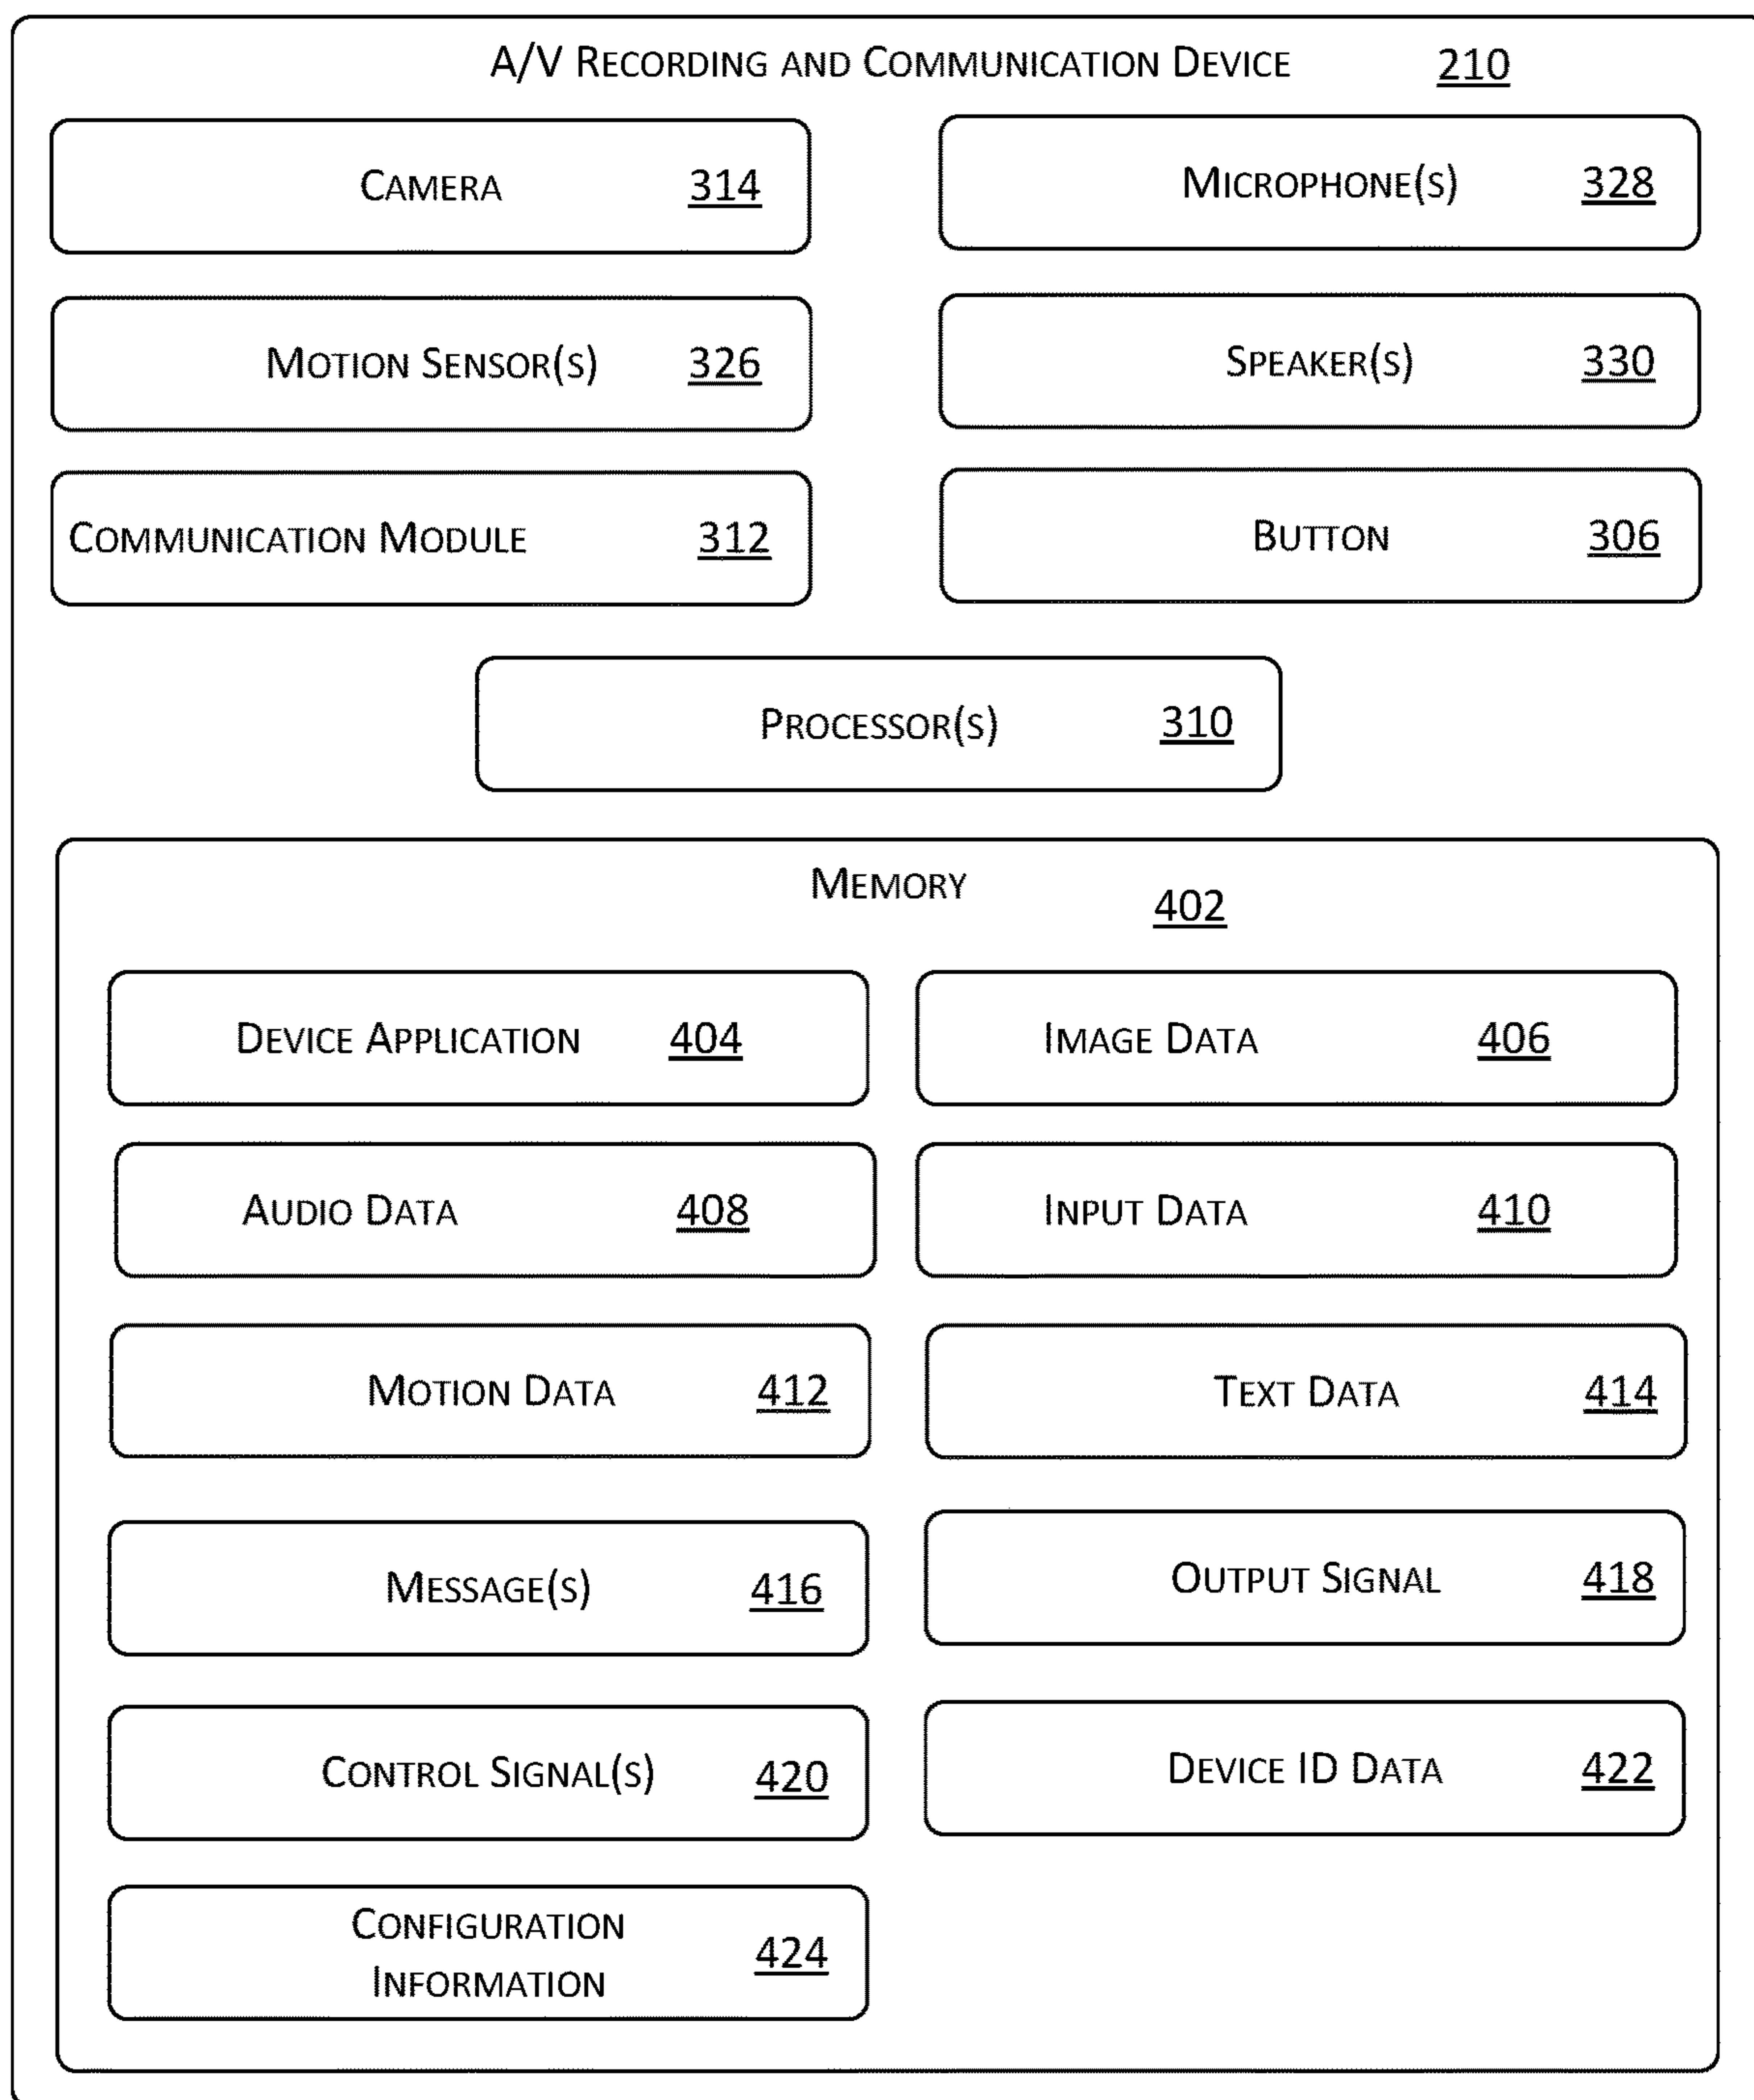 A/V RECORDING AND COMMUNICATION DEVICE 210
CAMERA 314
MICROPHONE(S) 328
MOTION SENSOR(S) 326
SPEAKER(S) 330
COMMUNICATION MODULE 312
BUTTON 306
PROCESSOR(S) 310
MEMORY 402
DEVICE APPLICATION 404
IMAGE DATA 406
AUDIO DATA 408
INPUT DATA 410
MOTION DATA 412
TEXT DATA 414
MESSAGE(S) 416
OUTPUT SIGNAL 418
CONTROL SIGNAL(S) 420
DEVICE ID DATA 422
CONFIGURATION
INFORMATION 424